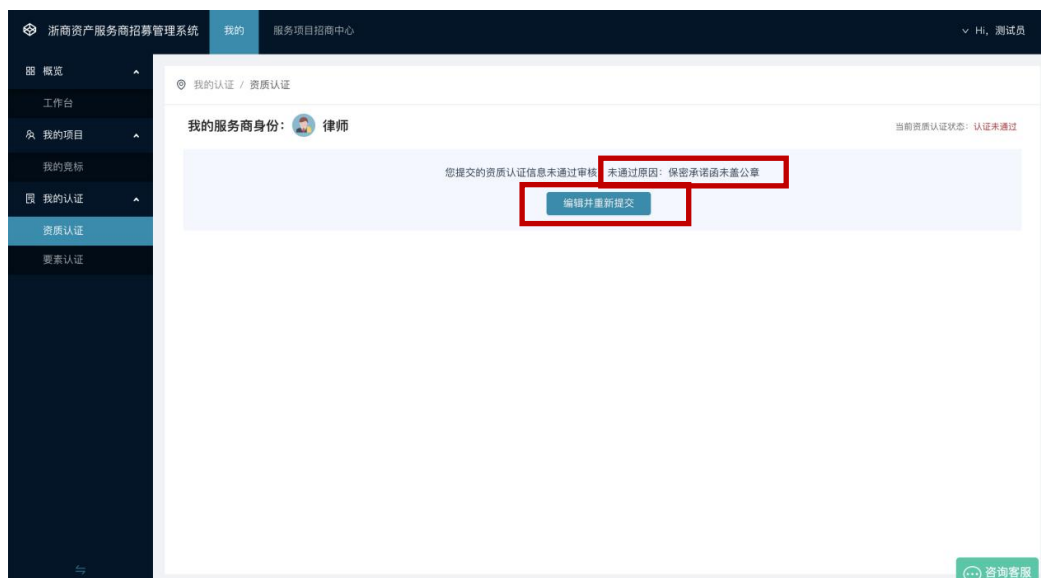 浙商资产服务商招募管理系统 我的 服务项目招商中心 Hi，测试员
概览
我的认证 / 资质认证
工作台
我的服务商身份： 律师 当前资质认证状态：认证未通过
我的项目
我的竞标
您提交的资质认证信息未通过审核 未通过原因：保密承诺函未盖公章
我的认证
编辑并重新提交
资质认证
要素认证
咨询客服